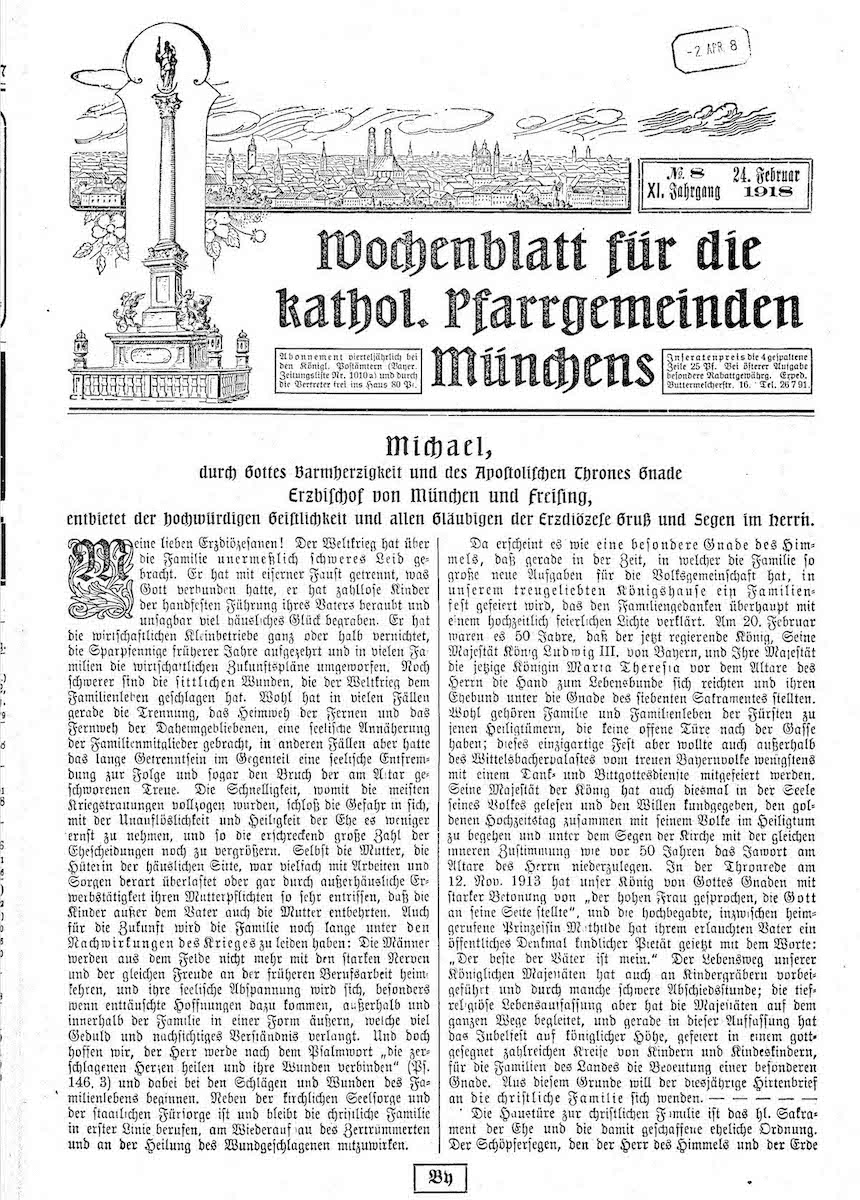 -2 APR. 8
№. 8 24. Februar
XI. Jahrgang 1918
Wochenblatt für die
kathol. Pfarrgemeinden
Münchens
Abonnement vierteljährlich bei
den Königl. Postämtern (Bayer.
Zeitungsliste Nr. 1010a) und durch
die Vertreter frei ins Haus 80 Pf.
Inseratenpreis die 4gespaltene
Zeile 25 Pf. Bei öfterer Aufgabe
besondere Rabattgewährg. Exped.
Buttermelcherstr. 16. Tel. 26791.
Michael,
durch Gottes Barmherzigkeit und des Apostolischen Thrones Gnade
Erzbischof von München und Freising,
entbietet der hochwürdigen Geistlichkeit und allen Gläubigen der Erzdiözese Gruß und Segen im Herrn.
Meine lieben Erzdiözesanen! Der Weltkrieg hat über
die Familie unermeßlich schweres Leid ge-
bracht. Er hat mit eiserner Faust getrennt, was
Gott verbunden hatte, er hat zahllose Kinder
der handfesten Führung ihres Vaters beraubt und
unsagbar viel häusliches Glück begraben. Er hat
die wirtschaftlichen Kleinbetriebe ganz oder halb vernichtet,
die Sparpfennige früherer Jahre aufgezehrt und in vielen Fa-
milien die wirtschaftlichen Zukunftspläne umgeworfen. Noch
schwerer sind die sittlichen Wunden, die der Weltkrieg dem
Familienleben geschlagen hat. Wohl hat in vielen Fällen
gerade die Trennung, das Heimweh der Fernen und das
Fernweh der Daheimgebliebenen, eine seelische Annäherung
der Familienmitglieder gebracht, in anderen Fällen aber hatte
das lange Getrenntsein im Gegenteil eine seelische Entfrem-
dung zur Folge und sogar den Bruch der am Altar ge-
schworenen Treue. Die Schnelligkeit, womit die meisten
Kriegstrauungen vollzogen wurden, schloß die Gefahr in sich,
mit der Unauflöslichkeit und Heiligkeit der Ehe es weniger
ernst zu nehmen, und so die erschreckend große Zahl der
Ehescheidungen noch zu vergrößern. Selbst die Mutter, die
Hüterin der häuslichen Sitte, war vielfach mit Arbeiten und
Sorgen derart überlastet oder gar durch außerhäusliche Er-
werbstätigkeit ihren Mutterpflichten so sehr entrissen, daß die
Kinder außer dem Vater auch die Mutter entbehrten. Auch
für die Zukunft wird die Familie noch lange unter den
Nachwirkungen des Krieges zu leiden haben: Die Männer
werden aus dem Felde nicht mehr mit den starken Nerven
und der gleichen Freude an der früheren Berufsarbeit heim-
kehren, und ihre seelische Abspannung wird sich, besonders
wenn enttäuschte Hoffnungen dazu kommen, außerhalb und
innerhalb der Familie in einer Form äußern, welche viel
Geduld und nachsichtiges Verständnis verlangt. Und doch
hoffen wir, der Herr werde nach dem Psalmwort „die zer-
schlagenen Herzen heilen und ihre Wunden verbinden“ (Ps.
146, 3) und dabei bei den Schlägen und Wunden des Fa-
milienlebens beginnen. Neben der kirchlichen Seelsorge und
der staatlichen Fürsorge ist und bleibt die christliche Familie
in erster Linie berufen, am Wiederaufbau des Zertrümmerten
und an der Heilung des Wundgeschlagenen mitzuwirken.
Da erscheint es wie eine besondere Gnade des Him-
mels, daß gerade in der Zeit, in welcher die Familie so
große neue Aufgaben für die Volksgemeinschaft hat, in
unserem treugeliebten Königshause ein Familien-
fest gefeiert wird, das den Familiengedanken überhaupt mit
einem hochzeitlich feierlichen Lichte verklärt. Am 20. Februar
waren es 50 Jahre, daß der jetzt regierende König, Seine
Majestät König Ludwig III. von Bayern, und Ihre Majestät
die jetzige Königin Maria Theresia vor dem Altare des
Herrn die Hand zum Lebensbunde sich reichten und ihren
Ehebund unter die Gnade des siebenten Sakramentes stellten.
Wohl gehören Familie und Familienleben der Fürsten zu
jenen Heiligtümern, die keine offene Türe nach der Gasse
haben; dieses einzigartige Fest aber wollte auch außerhalb
des Wittelsbacherpalastes vom treuen Bayernvolke wenigstens
mit einem Dank- und Bittgottesdienste mitgefeiert werden.
Seine Majestät der König hat auch diesmal in der Seele
seines Volkes gelesen und den Willen kundgegeben, den gol-
denen Hochzeitstag zusammen mit seinem Volke im Heiligtum
zu begehen und unter dem Segen der Kirche mit der gleichen
inneren Zustimmung wie vor 50 Jahren das Jawort am
Altare des Herrn niederzulegen. In der Thronrede am
12. Nov. 1913 hat unser König von Gottes Gnaden mit
starker Betonung von „der hohen Frau gesprochen, die Gott
an seine Seite stellte“, und die hochbegabte, inzwischen heim-
gerufene Prinzessin Mathilde hat ihrem erlauchten Vater ein
öffentliches Denkmal kindlicher Pietät gesetzt mit dem Worte:
„Der beste der Väter ist mein.“ Der Lebensweg unserer
Königlichen Majestäten hat auch an Kindergräbern vorbei-
geführt und durch manche schwere Abschiedsstunde; die tief-
religiöse Lebensauffassung aber hat die Majestäten auf dem
ganzen Wege begleitet, und gerade in dieser Auffassung hat
das Jubelfest auf königlicher Höhe, gefeiert in einem gott-
gesegnet zahlreichen Kreise von Kindern und Kindeskindern,
für die Familien des Landes die Bedeutung einer besonderen
Gnade. Aus diesem Grunde will der diesjährige Hirtenbrief
an die christliche Familie sich wenden. — — — — — —
Die Haustüre zur christlichen Familie ist das hl. Sakra-
ment der Ehe und die damit geschaffene eheliche Ordnung.
Der Schöpfersegen, den der Herr des Himmels und der Erde
By